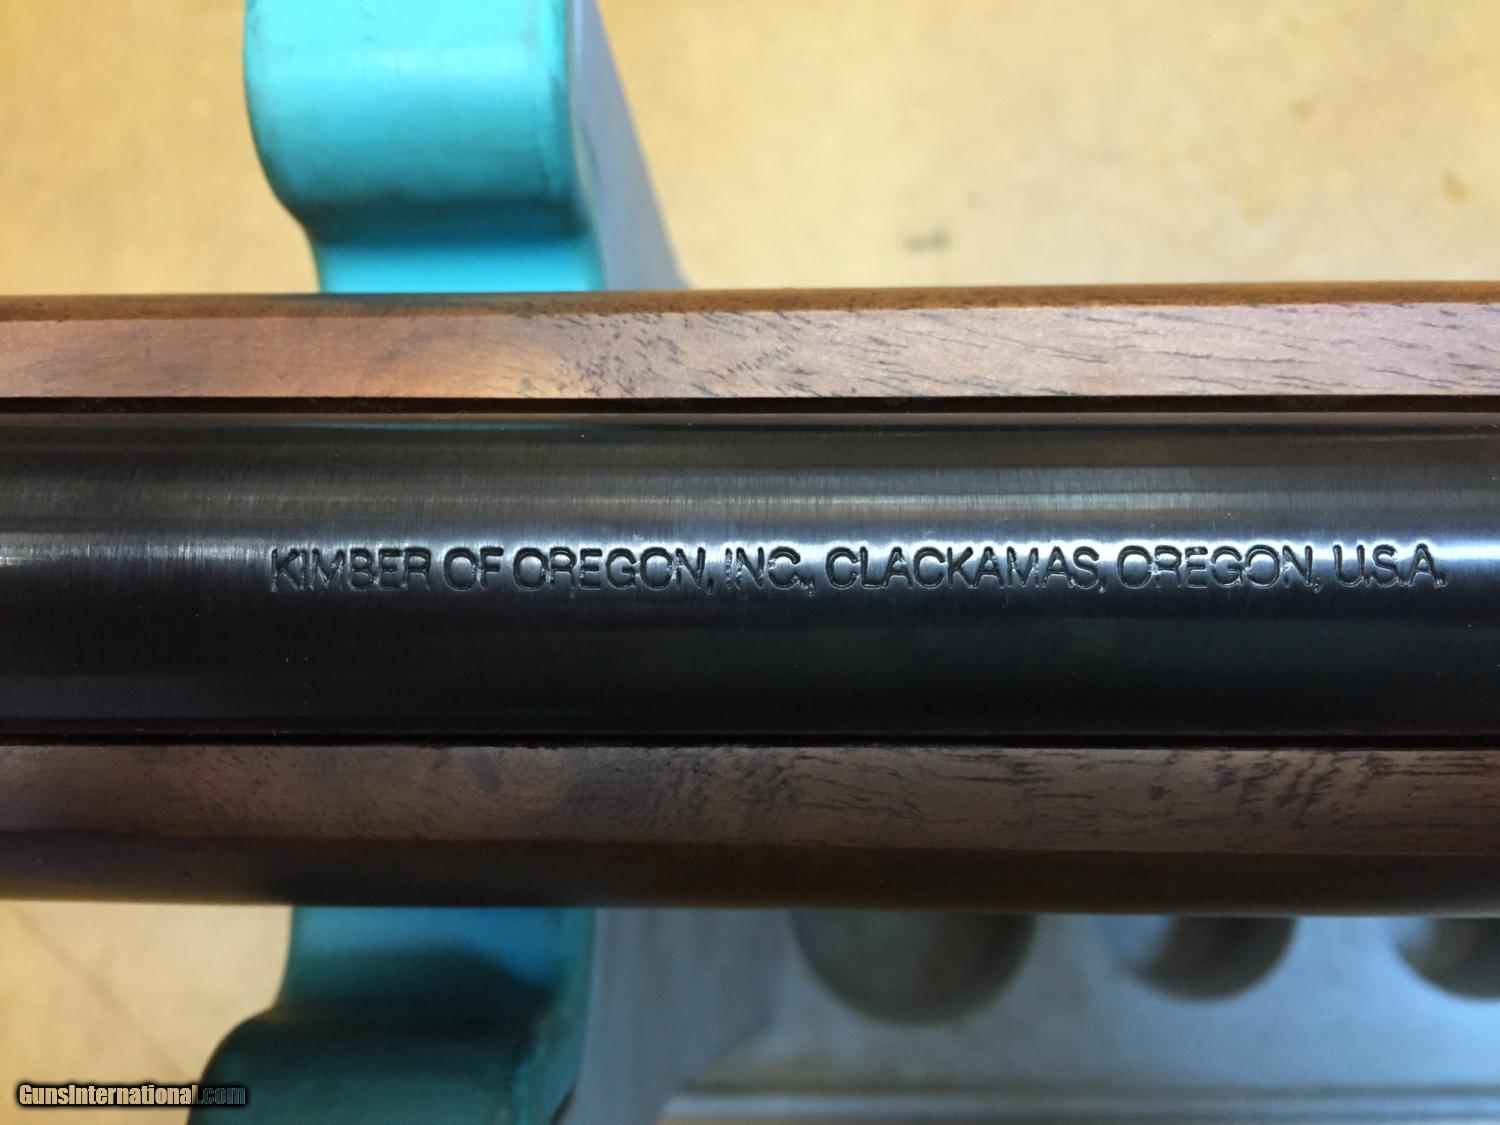 KIMBER OF OREGON, INC., CLACKAMAS, OREGON, U.S.A.
GunsInternational.com